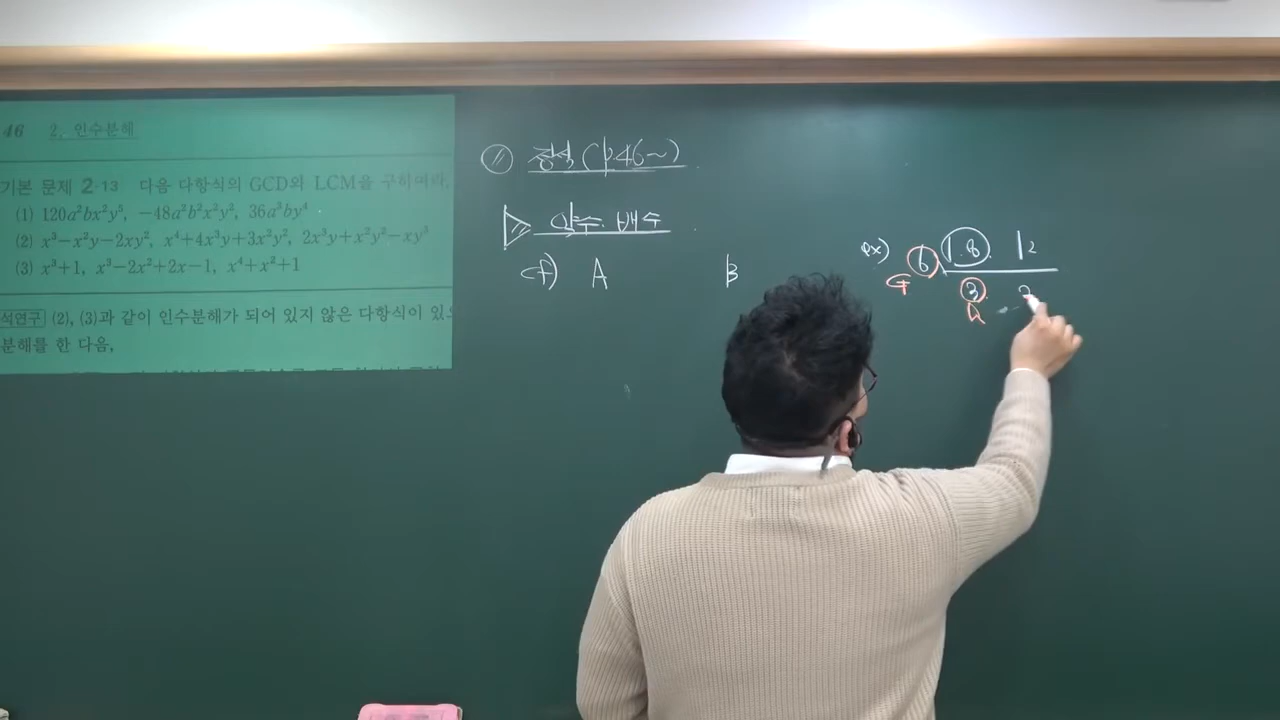 46 2. 인수분해
기본 문제 2-13 다음 다항식의 GCD와 LCM을 구하여라.
(1) 120a²bx²y⁵, −48a²b²x²y², 36a³by⁴
(2) x³−x²y−2xy², x⁴+4x³y+3x²y², 2x³y+x²y²−xy³
(3) x³+1, x³−2x²+2x−1, x⁴+x²+1
석연구 (2), (3)과 같이 인수분해가 되어 있지 않은 다항식이 있
분해를 한 다음,
정석 (p46~)
약수. 배수
cf) A B
ex) 6 18 12
G 3 2
a